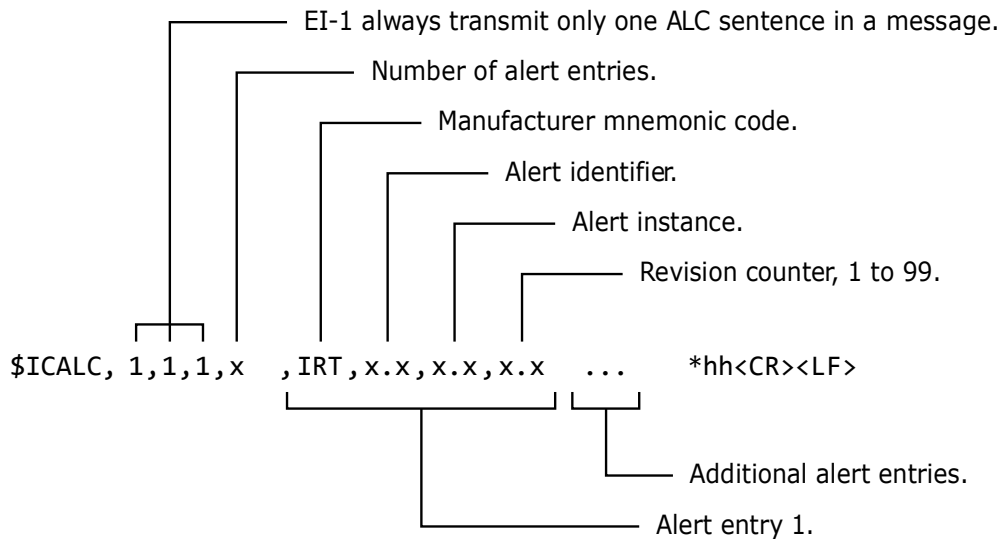 EI-1 always transmit only one ALC sentence in a message.
Number of alert entries.
Manufacturer mnemonic code.
Alert identifier.
Alert instance.
Revision counter, 1 to 99.
$ICALC, 1,1,1,x ,IRT,x.x,x.x,x.x ... *hh<CR><LF>
Additional alert entries.
Alert entry 1.